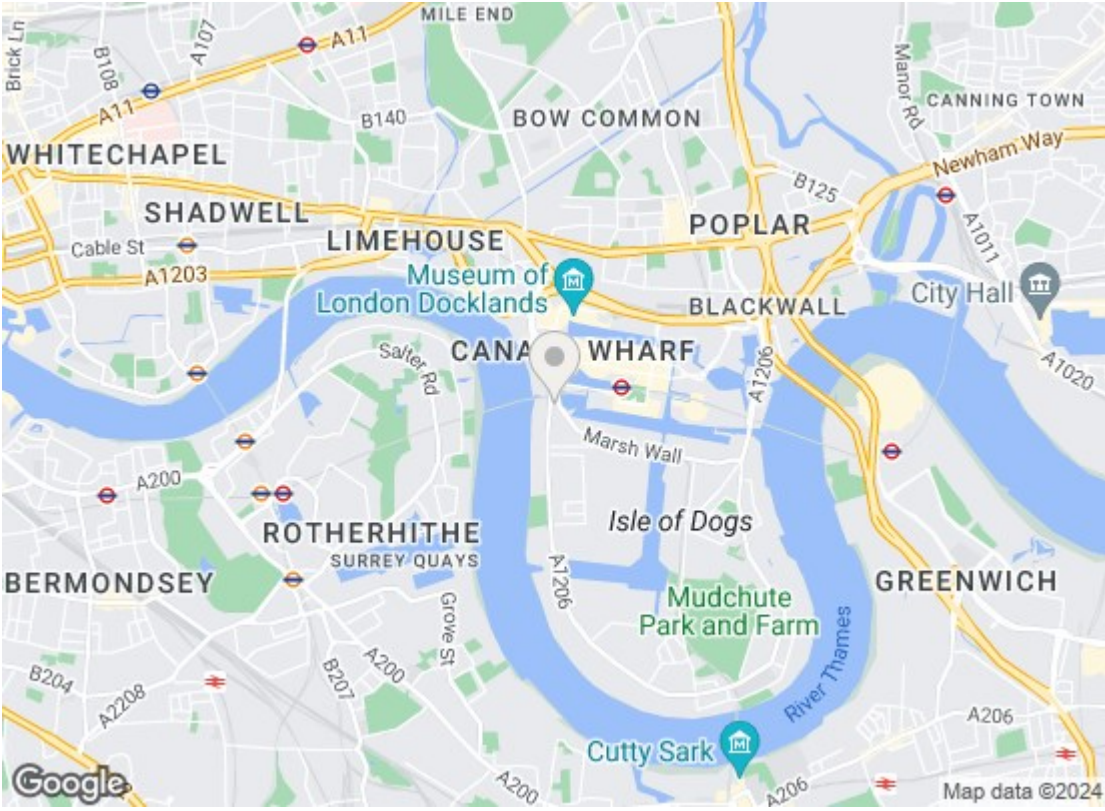 MILE END
Brick Ln
B108
A107
A11
A11
B140
BOW COMMON
Manor Rd
CANNING TOWN
WHITECHAPEL
Newham Way
B125
SHADWELL
POPLAR
LIMEHOUSE
Cable St
A1203
Museum of
London Docklands
BLACKWALL
A1011
City Hall
CANA
WHARF
Salter Rd
A1206
A1020
Marsh Wall
A200
Isle of Dogs
ROTHERHITHE
SURREY QUAYS
BERMONDSEY
A1206
GREENWICH
Grove St
Mudchute
Park and Farm
River Thames
B204
A2208
B207
A200
A206
Cutty Sark
A200
A206
Google
Map data ©2024